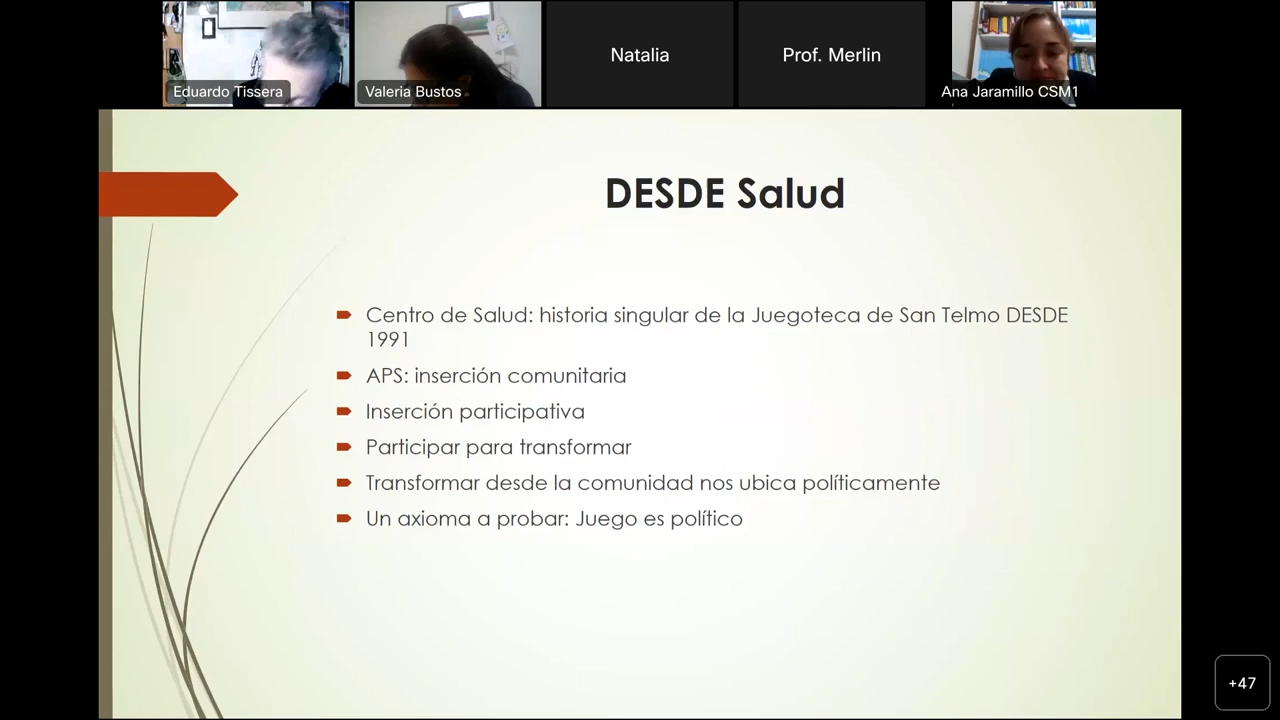 Eduardo Tissera
Valeria Bustos
Natalia
Prof. Merlin
Ana Jaramillo CSM1
DESDE Salud
Centro de Salud: historia singular de la Juegoteca de San Telmo DESDE
1991
APS: inserción comunitaria
Inserción participativa
Participar para transformar
Transformar desde la comunidad nos ubica políticamente
Un axioma a probar: Juego es político
+47